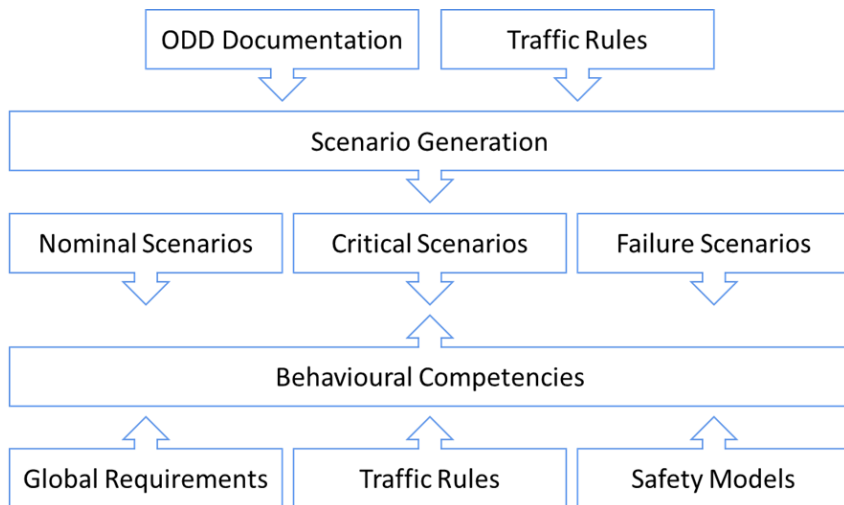 ODD Documentation
Traffic Rules
Scenario Generation
Nominal Scenarios
Critical Scenarios
Failure Scenarios
Behavioural Competencies
Global Requirements
Traffic Rules
Safety Models